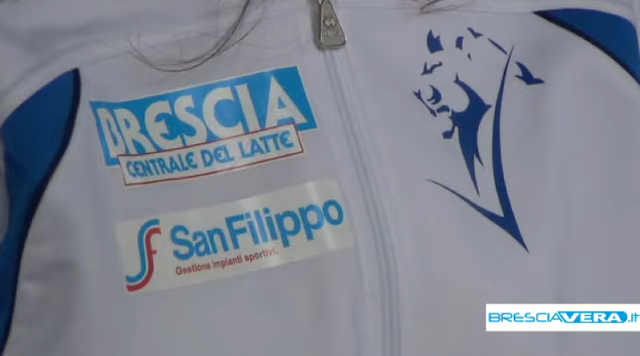 BRESCIA
CENTRALE DEL LATTE
SanFilippo
Gestione impianti sportivi.
BRESCIAVERA.it